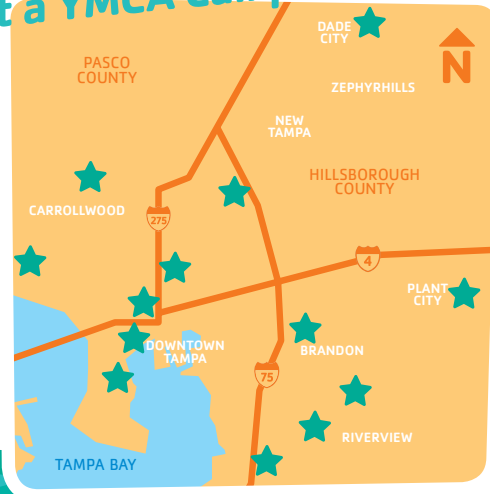 t a YMCA Camp
DADE
CITY
N
PASCO
COUNTY
ZEPHYRHILLS
NEW
TAMPA
HILLSBOROUGH
COUNTY
CARROLLWOOD
275
4
PLANT
CITY
DOWNTOWN
TAMPA
BRANDON
75
RIVERVIEW
TAMPA BAY